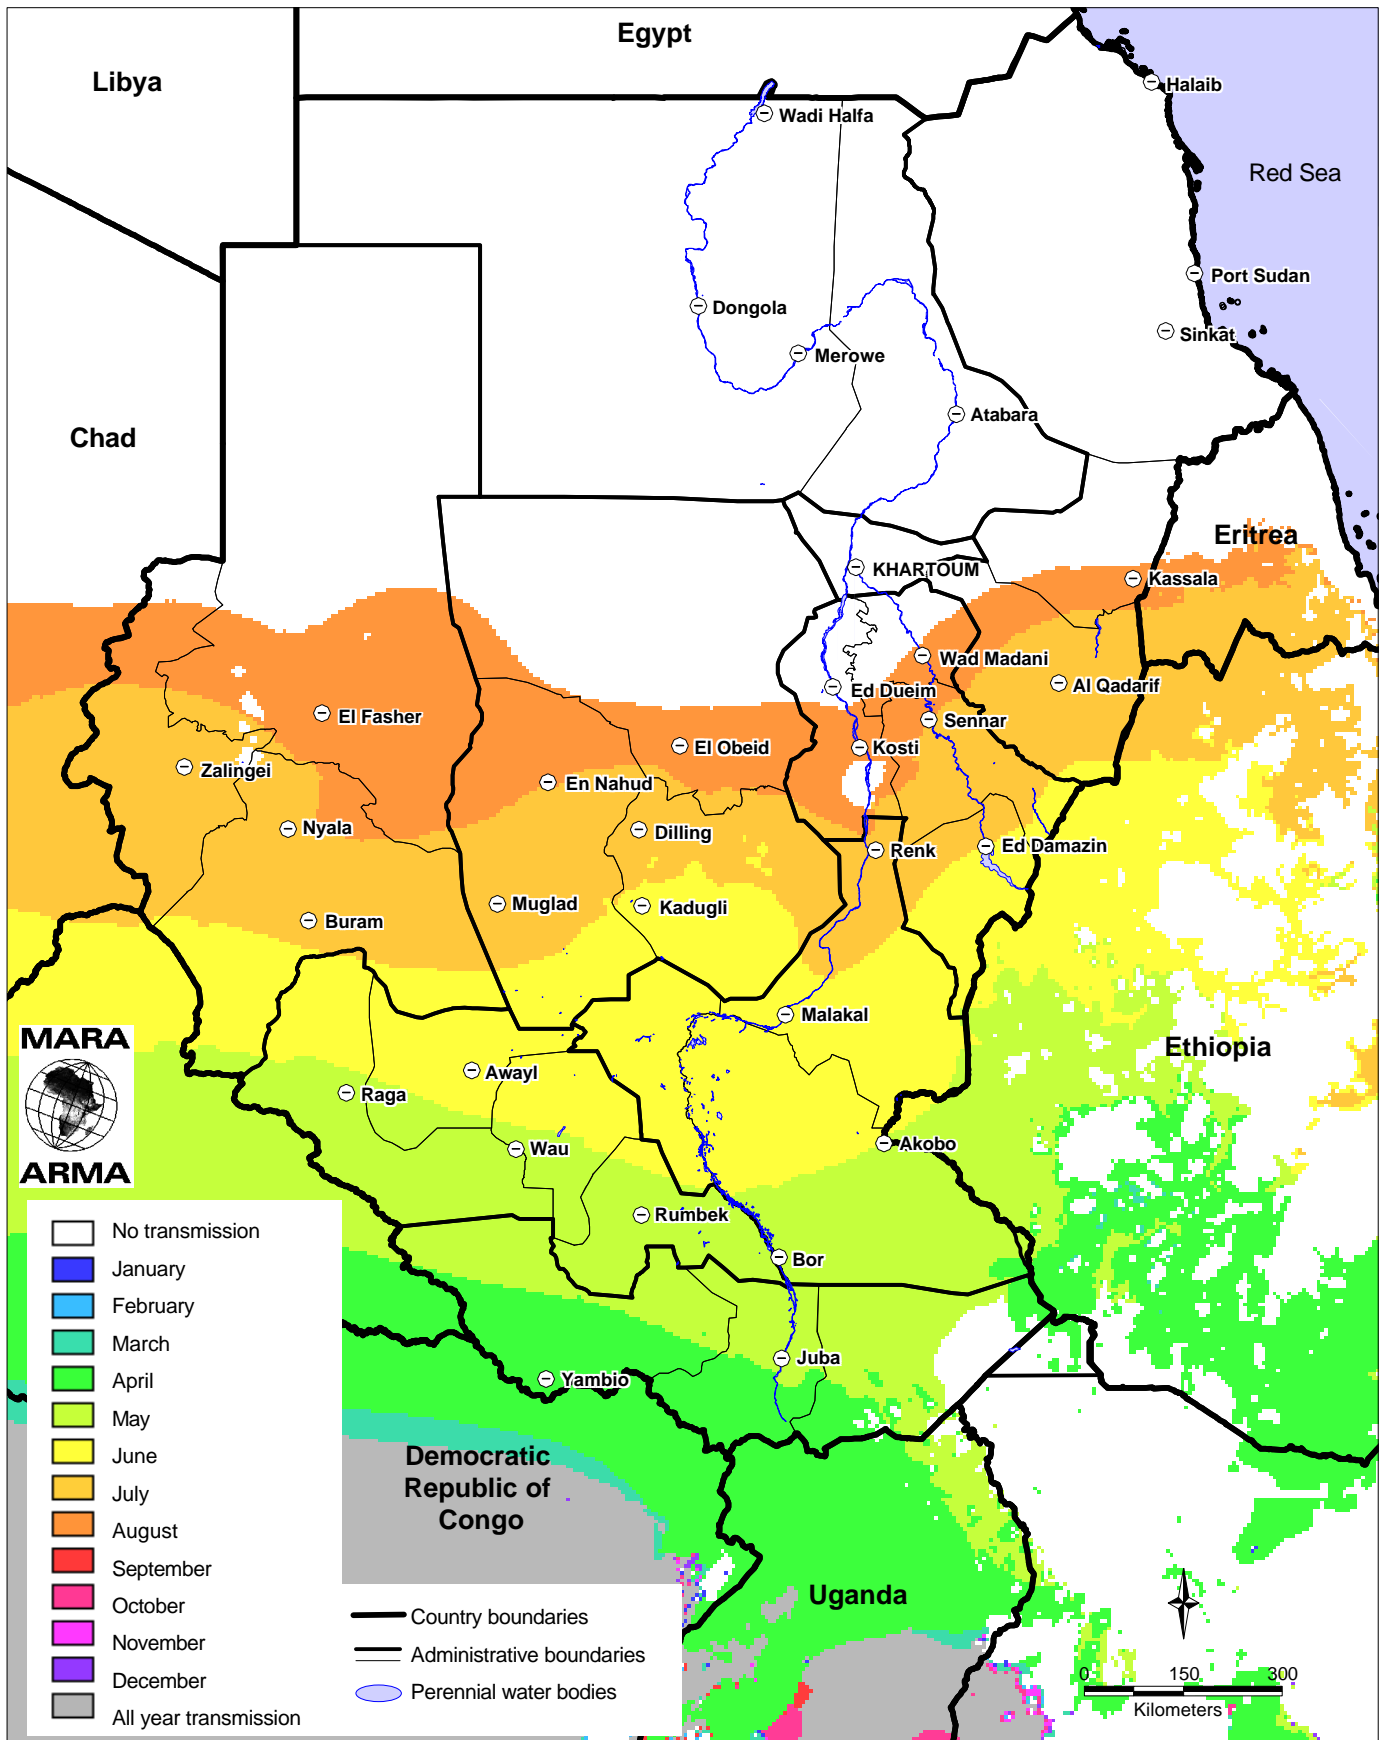 Egypt
Libya
Halaib
Wadi Halfa
Red Sea
Port Sudan
Dongola
Sinkat
Merowe
Atabara
Chad
Eritrea
KHARTOUM
Kassala
Wad Madani
Al Qadarif
Ed Dueim
El Fasher
Sennar
El Obeid
Kosti
Zalingei
En Nahud
Nyala
Dilling
Renk
Ed Damazin
Muglad
Kadugli
Buram
Malakal
MARA
ARMA
Ethiopia
Awayl
Raga
Akobo
Wau
Rumbek
Bor
Juba
Yambio
Democratic
Republic of
Congo
Uganda
No transmission
January
February
March
April
May
June
July
August
September
October
November
December
All year transmission
Country boundaries
Administrative boundaries
Perennial water bodies
0 150 300
Kilometers